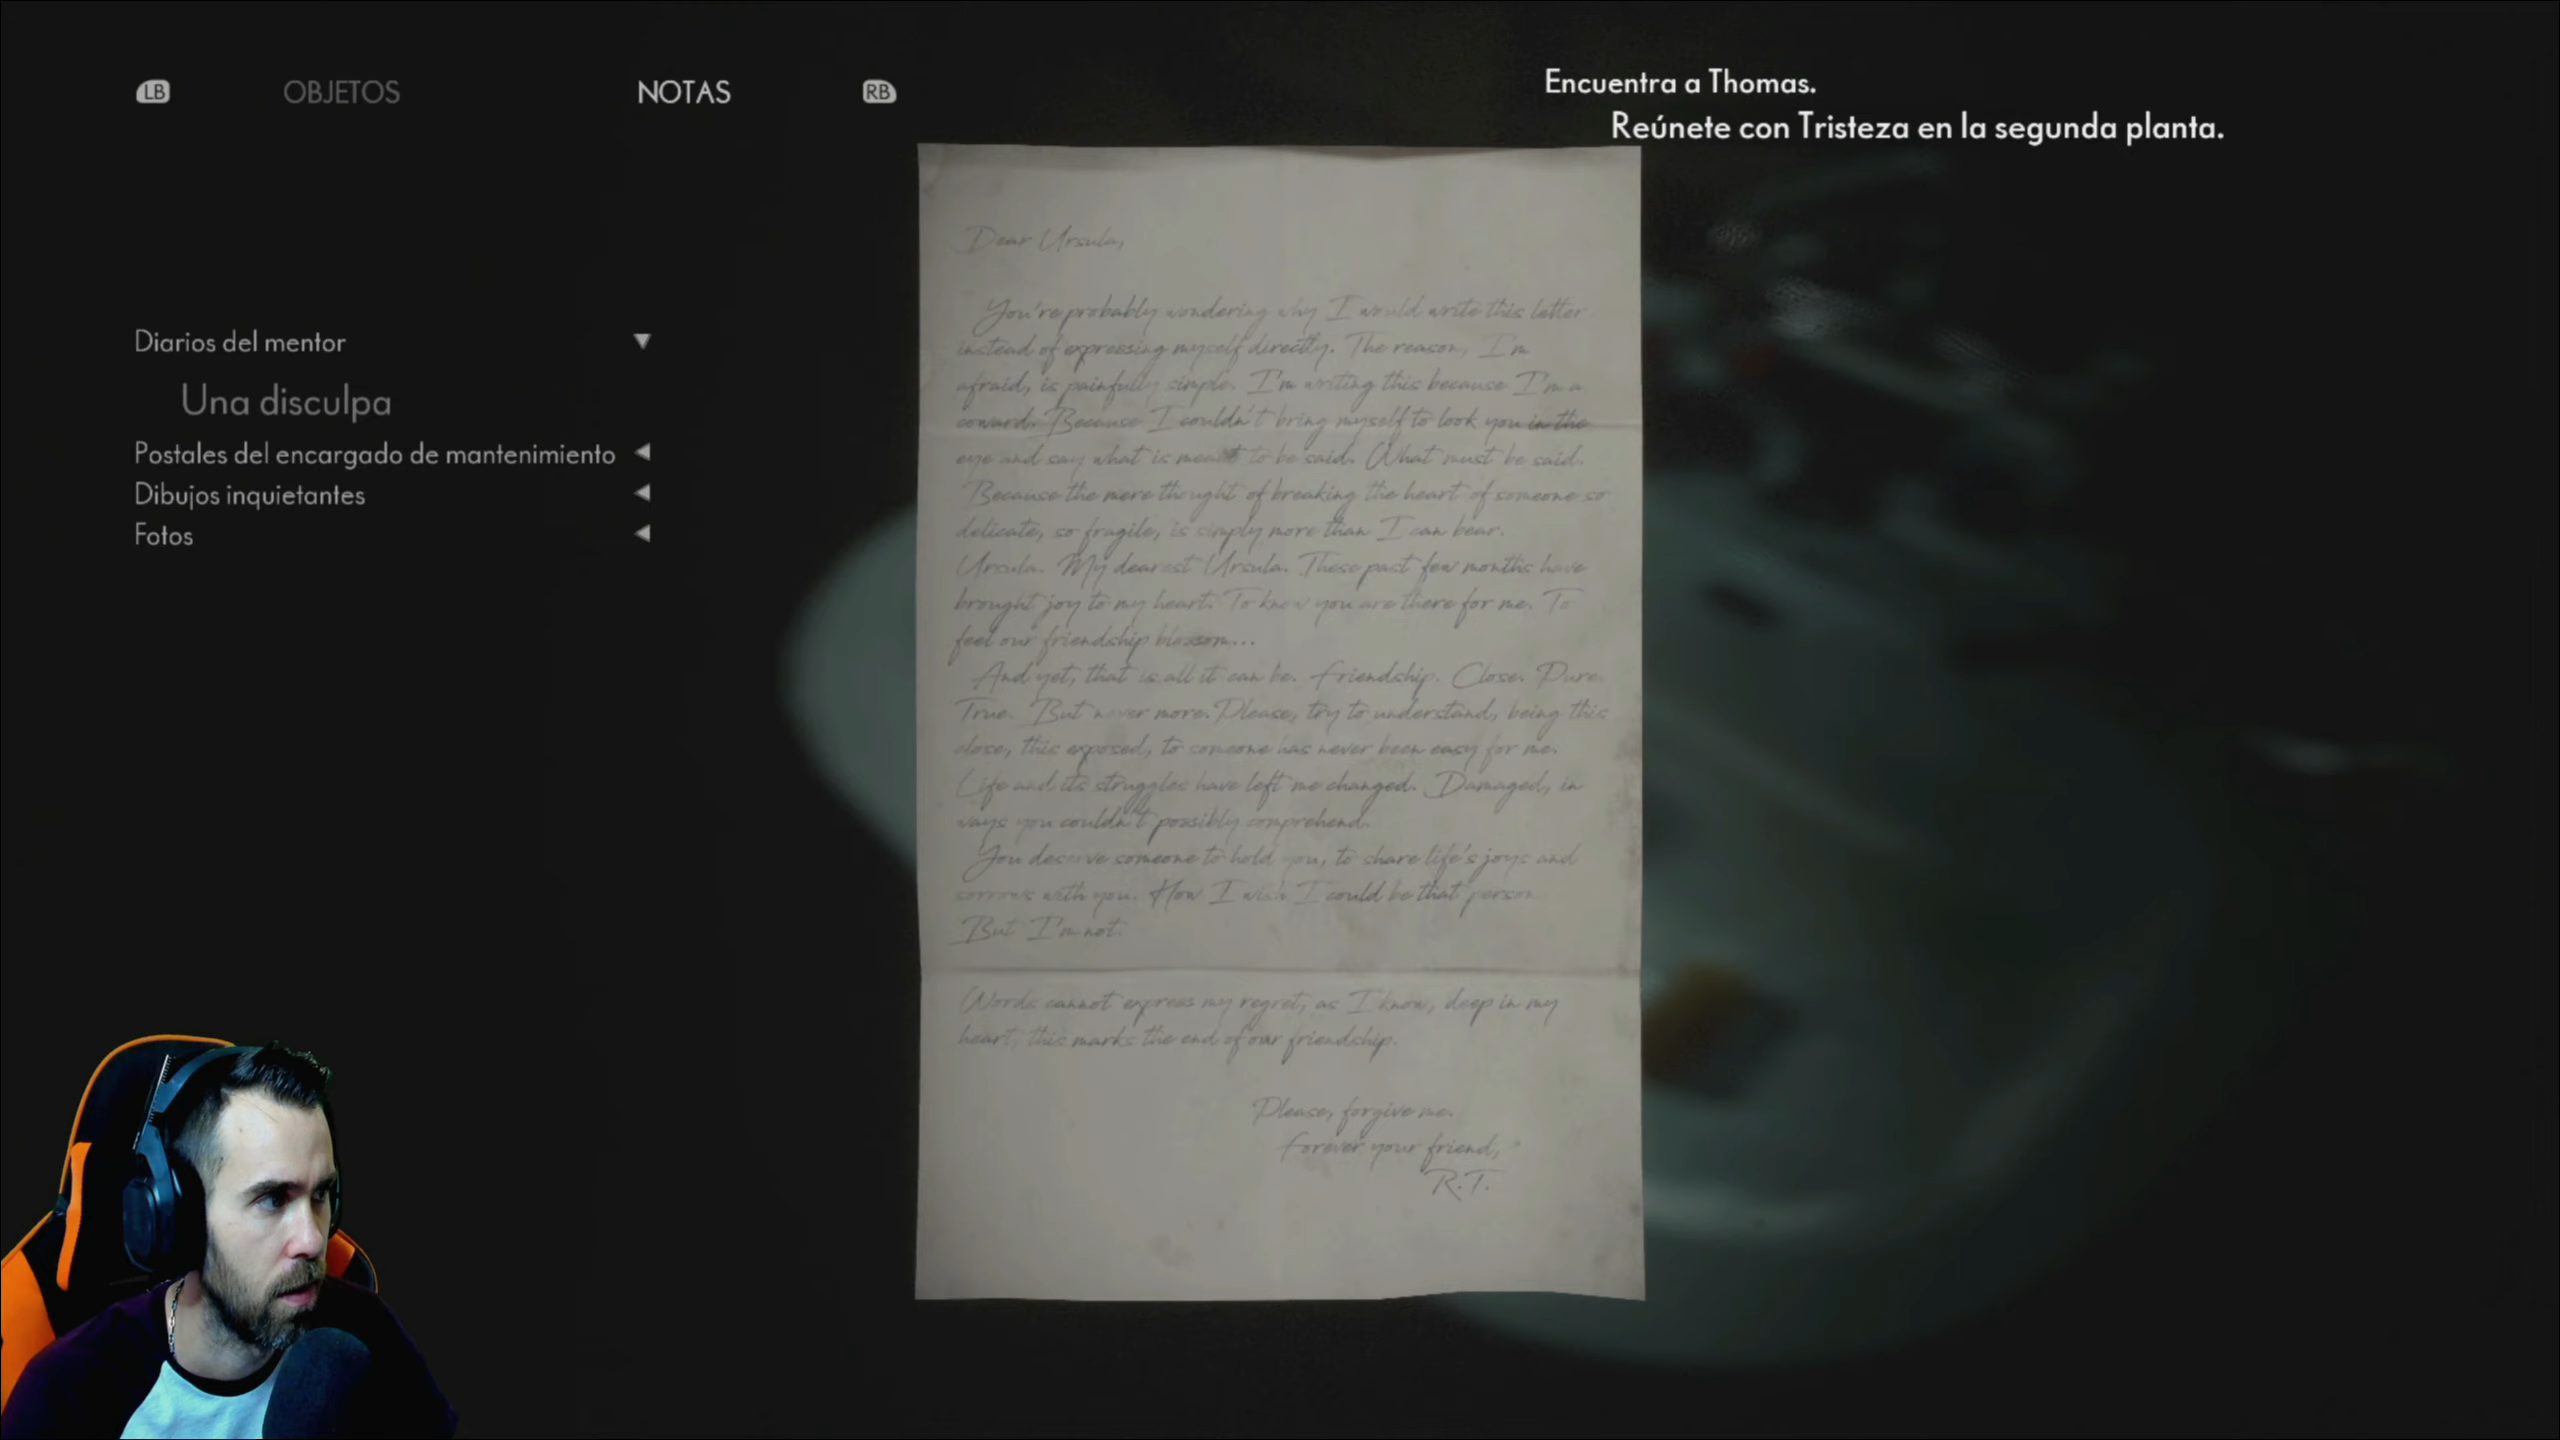 LB
OBJETOS
NOTAS
RB
Encuentra a Thomas.
Reúnete con Tristeza en la segunda planta.
Diarios del mentor
Una disculpa
Postales del encargado de mantenimiento
Dibujos inquietantes
Fotos
Dear Ursula,
You're probably wondering why I would write this letter
instead of expressing myself directly. The reason, I'm
afraid, is painfully simple. I'm writing this because I'm a
coward. Because I couldn't bring myself to look you in the
eye and say what is meant to be said. What must be said.
Because the mere thought of breaking the heart of someone so
delicate, so fragile, is simply more than I can bear.
Ursula. My dearest Ursula. These past few months have
brought joy to my heart. To know you are there for me. To
feel our friendship blossom...
And yet, that is all it can be. Friendship. Close. Pure.
True. But never more. Please, try to understand, being this
close, this exposed, to someone has never been easy for me.
Life and its struggles have left me changed. Damaged, in
ways you couldn't possibly comprehend.
You deserve someone to hold you, to share life's joys and
sorrows with you. How I wish I could be that person.
But I'm not.
Words cannot express my regret, as I know, deep in my
heart, this marks the end of our friendship.
Please, forgive me.
Forever your friend,
R.T.